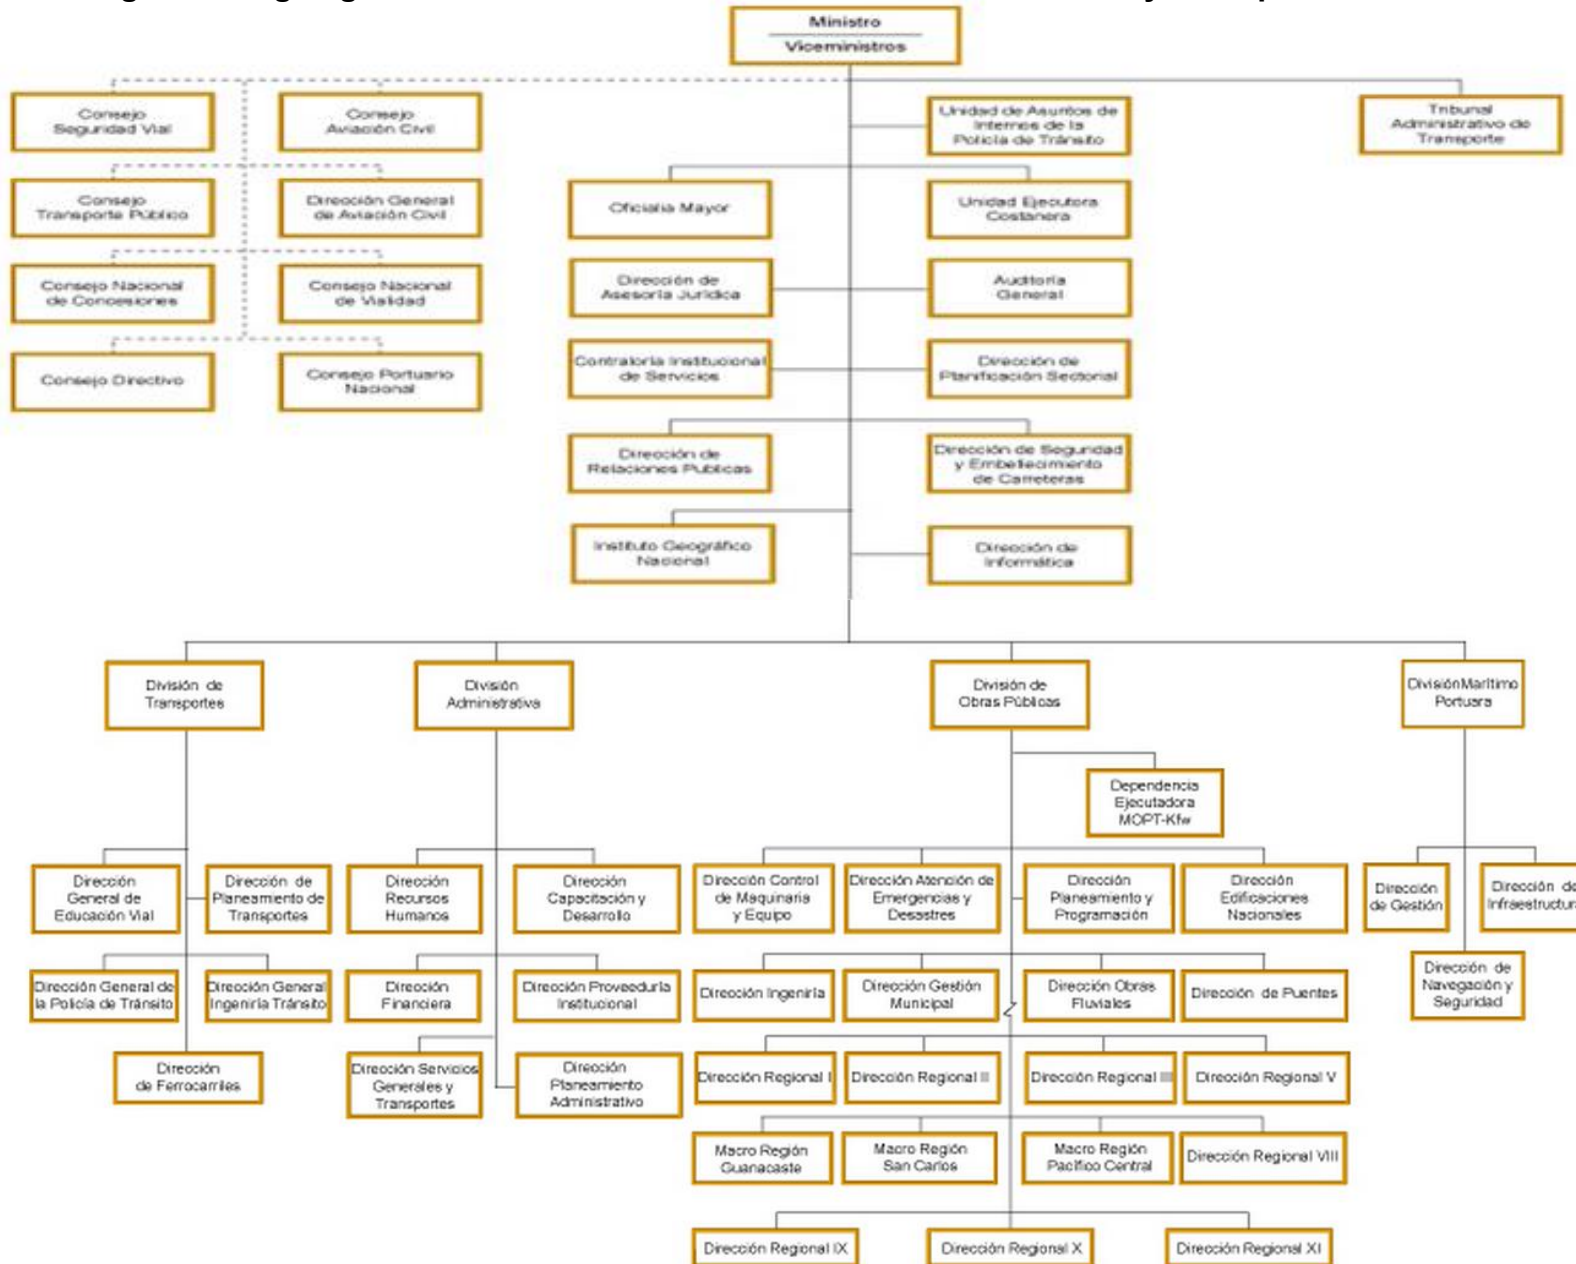 Ministro
Viceministros
Consejo
Seguridad Vial
Consejo
Aviación Civil
Unidad de Asuntos de
Internos de la
Policía de Tránsito
Tribunal
Administrativo de
Transporte
Consejo
Transporte Público
Dirección General
de Aviación Civil
Oficialia Mayor
Unidad Ejecutora
Costanera
Consejo Nacional
de Concesiones
Consejo Nacional
de Vialidad
Dirección de
Asesoría Jurídica
Auditoría
General
Consejo Directivo
Consejo Portuario
Nacional
Contraloría Institucional
de Servicios
Dirección de
Planificación Sectorial
Dirección de
Relaciones Publicas
Dirección de Seguridad
y Embellecimiento
de Carreteras
Instituto Geográfico
Nacional
Dirección de
Informática
División de
Transportes
División
Administrativa
División de
Obras Públicas
DivisiónMarítimo
Portuara
Dependencia
Ejecutadora
MOPT-Kfw
Dirección
General de
Educación Vial
Dirección de
Planeamiento de
Transportes
Dirección
Recursos
Humanos
Dirección
Capacitación y
Desarrollo
Dirección Control
de Maquinaria
y Equipo
Dirección Atención de
Emergencias y
Desastres
Dirección
Planeamiento y
Programación
Dirección
Edificaciones
Nacionales
Dirección
de Gestión
Dirección de
Infraestructura
Dirección General de
la Policía de Tránsito
Dirección General
Ingeniría Tránsito
Dirección
Financiera
Dirección Proveeduría
Institucional
Dirección Ingeniría
Dirección Gestión
Municipal
Dirección Obras
Fluviales
Dirección de Puentes
Dirección de
Navegación y
Seguridad
Dirección
de Ferrocarriles
Dirección Servicios
Generales y
Transportes
Dirección
Planeamiento
Administrativo
Dirección Regional I
Dirección Regional II
Dirección Regional III
Dirección Regional V
Macro Región
Guanacaste
Macro Región
San Carlos
Macro Región
Pacífico Central
Dirección Regional VIII
Dirección Regional IX
Dirección Regional X
Dirección Regional XI